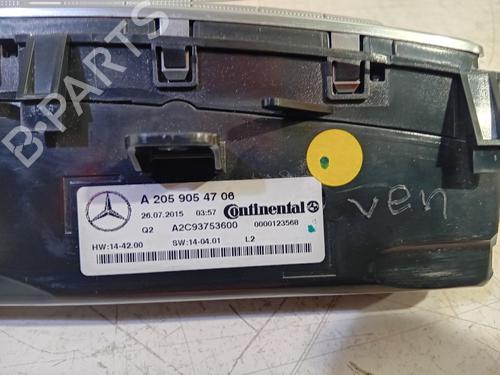 B-PARTS
A 205 905 47 06
26.07.2015 03:57 Continental
Q2 A2C93753600 0000123568
HW:14-42.00 SW:14-04.01 L2
ven